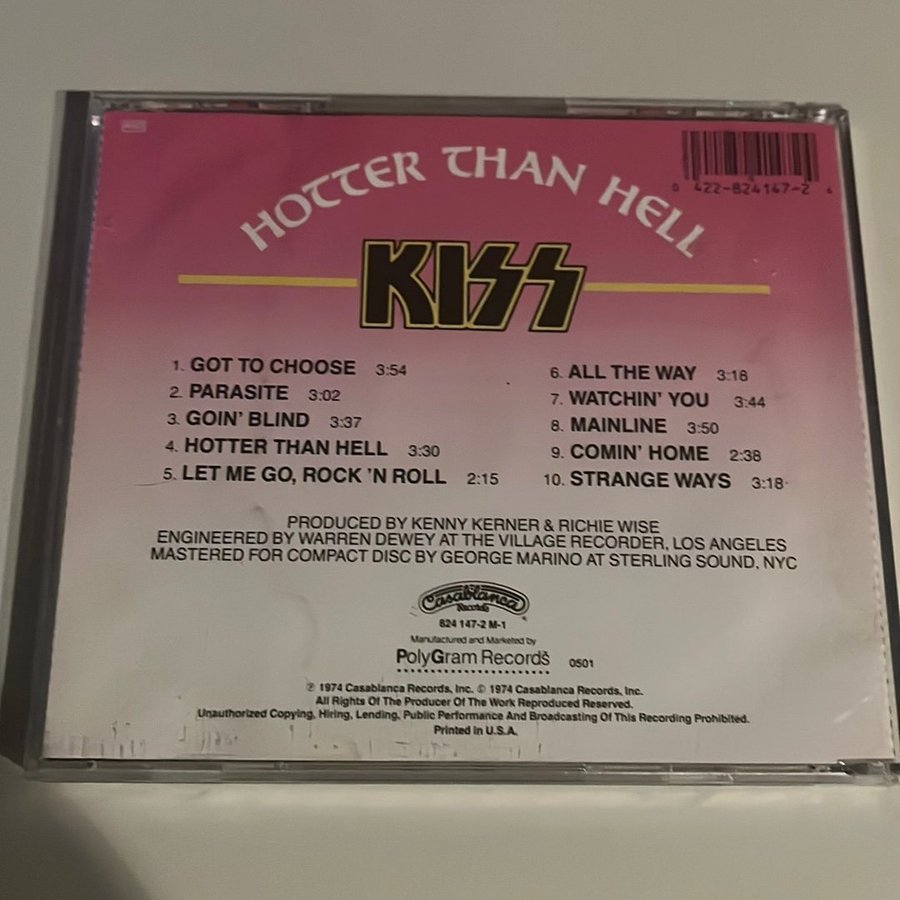 HOTTER THAN HELL
0 422-824147-2
KISS
1. GOT TO CHOOSE 3:54
2. PARASITE 3:02
3. GOIN' BLIND 3:37
4. HOTTER THAN HELL 3:30
5. LET ME GO, ROCK 'N ROLL 2:15
6. ALL THE WAY 3:18
7. WATCHIN' YOU 3:44
8. MAINLINE 3:50
9. COMIN' HOME 2:38
10. STRANGE WAYS 3:18
PRODUCED BY KENNY KERNER & RICHIE WISE
ENGINEERED BY WARREN DEWEY AT THE VILLAGE RECORDER, LOS ANGELES
MASTERED FOR COMPACT DISC BY GEORGE MARINO AT STERLING SOUND, NYC
Casablanca
Records
824 147-2 M-1
Manufactured and Marketed by
PolyGram Records 0501
℗ 1974 Casablanca Records, Inc. © 1974 Casablanca Records, Inc.
All Rights Of The Producer Of The Work Reproduced Reserved.
Unauthorized Copying, Hiring, Lending, Public Performance And Broadcasting Of This Recording Prohibited.
Printed in U.S.A.